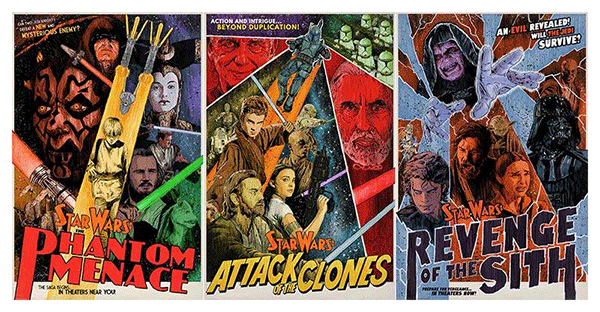 CAN TWO JEDI KNIGHTS
DEFEAT A NEW AND
MYSTERIOUS ENEMY?
STAR WARS:
THE
PHANTOM
MENACE
THE SAGA BEGINS
IN THEATERS NEAR YOU!
ACTION AND INTRIGUE...
BEYOND DUPLICATION!
STAR WARS:
ATTACK OF THE CLONES
AN EVIL REVEALED!
WILL THE JEDI
SURVIVE?
STAR WARS:
REVENGE
OF THE SITH
PREPARE FOR VENGEANCE...
IN THEATERS NOW!